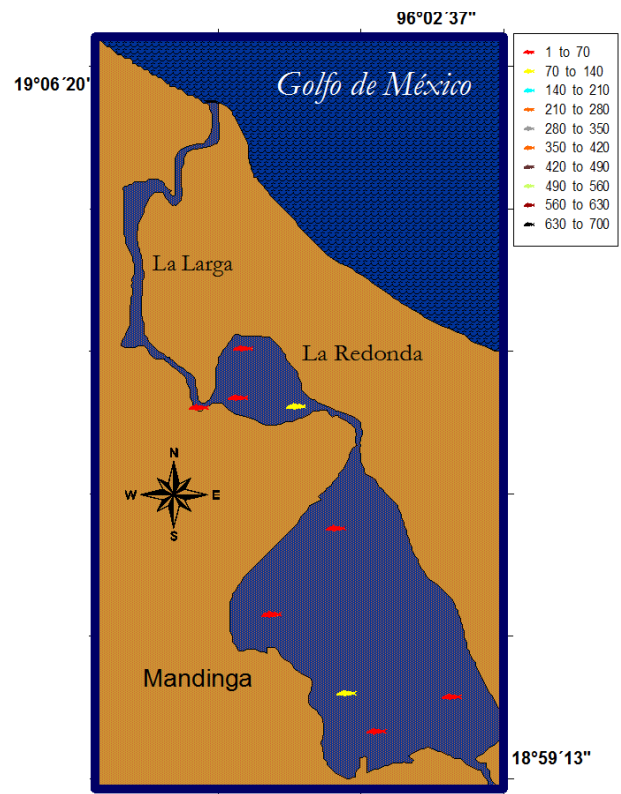 96°02´37"
19°06´20'
Golfo de México
1 to 70
70 to 140
140 to 210
210 to 280
280 to 350
350 to 420
420 to 490
490 to 560
560 to 630
630 to 700
La Larga
La Redonda
N
W E
S
Mandinga
18°59´13"